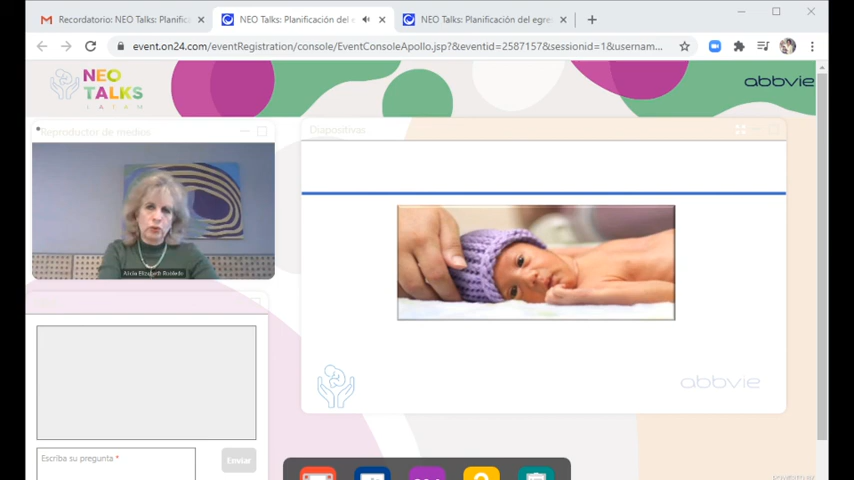 Recordatorio: NEO Talks: Planific
NEO Talks: Planificación del e
NEO Talks: Planificación del egre
event.on24.com/eventRegistration/console/EventConsoleApollo.jsp?&eventid=2587157&sessionid=1&usernam...
NEO
TALKS
LATAM
abbvie
Reproductor de medios
Diapositivas
Alicia Elizabeth Robledo
abbvie
Escriba su pregunta *
Enviar